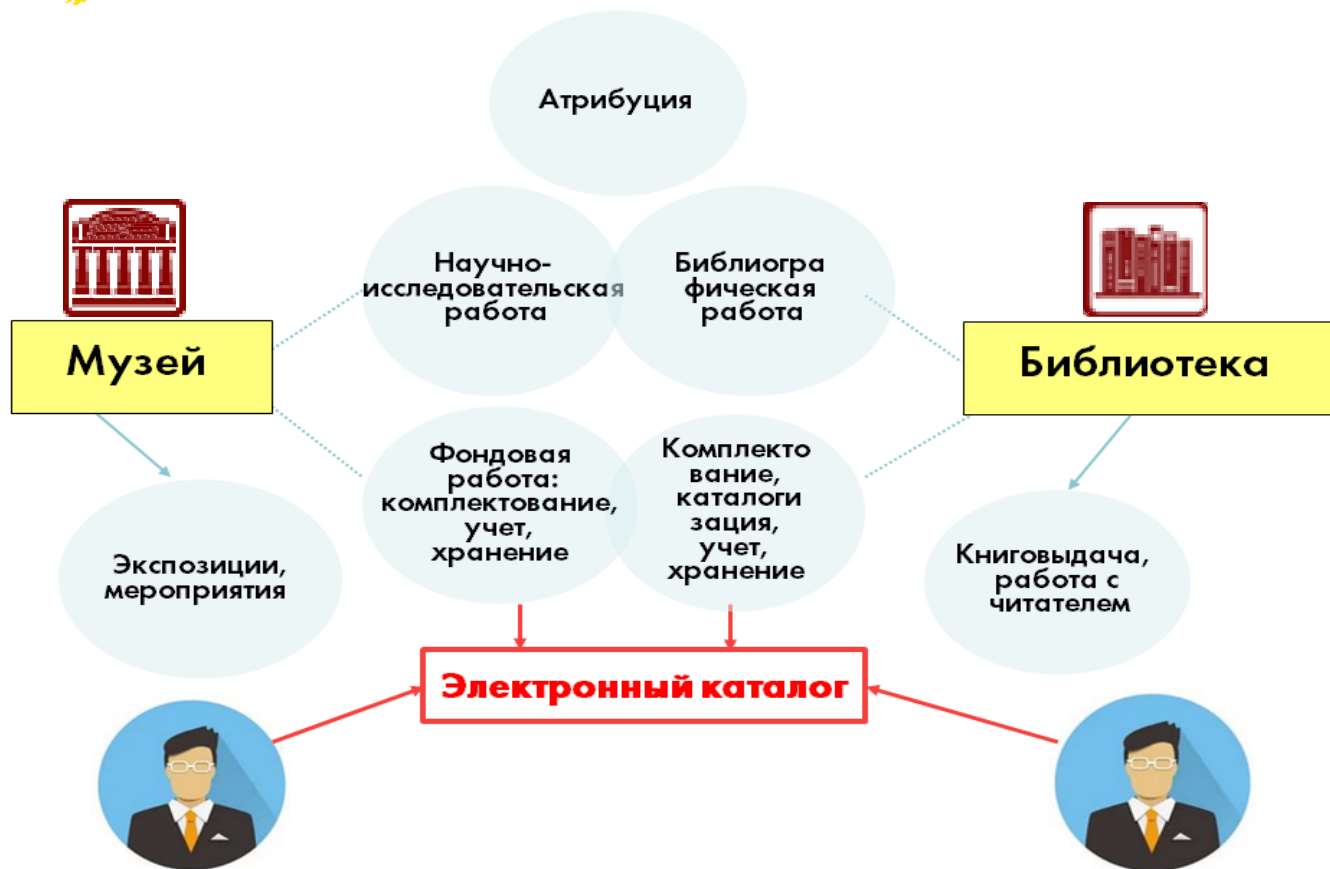 Атрибуция
Научно-
исследовательская
работа
Библиогра
фическая
работа
Музей
Библиотека
Фондовая
работа:
комплектование,
учет,
хранение
Комплекто
вание,
каталоги
зация,
учет,
хранение
Экспозиции,
мероприятия
Книговыдача,
работа с
читателем
Электронный каталог